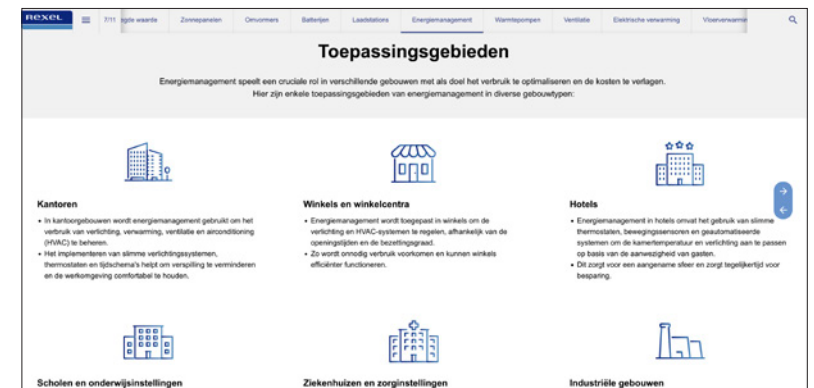 rexel
7/11 egde waarde Zonnepanelen Omvormers Batterijen Laadstations Energiemanagement Warmtepompen Ventilatie Elektrische verwarming Vloerverwarming
Toepassingsgebieden
Energiemanagement speelt een cruciale rol in verschillende gebouwen met als doel het verbruik te optimaliseren en de kosten te verlagen.
Hier zijn enkele toepassingsgebieden van energiemanagement in diverse gebouwtypen:
Kantoren
• In kantoorgebouwen wordt energiemanagement gebruikt om het
verbruik van verlichting, verwarming, ventilatie en airconditioning
(HVAC) te beheren.
• Het implementeren van slimme verlichtingssystemen,
thermostaten en tijdschema's helpt om verspilling te verminderen
en de werkomgeving comfortabel te houden.
Winkels en winkelcentra
• Energiemanagement wordt toegepast in winkels om de
verlichting en HVAC-systemen te regelen, afhankelijk van de
openingstijden en de bezettingsgraad.
• Zo wordt onnodig verbruik voorkomen en kunnen winkels
efficiënter functioneren.
Hotels
• Energiemanagement in hotels omvat het gebruik van slimme
thermostaten, bewegingssensoren en geautomatiseerde
systemen om de kamertemperatuur en verlichting aan te passen
op basis van de aanwezigheid van gasten.
• Dit zorgt voor een aangename sfeer en zorgt tegelijkertijd voor
besparing.
Scholen en onderwijsinstellingen
Ziekenhuizen en zorginstellingen
Industriële gebouwen